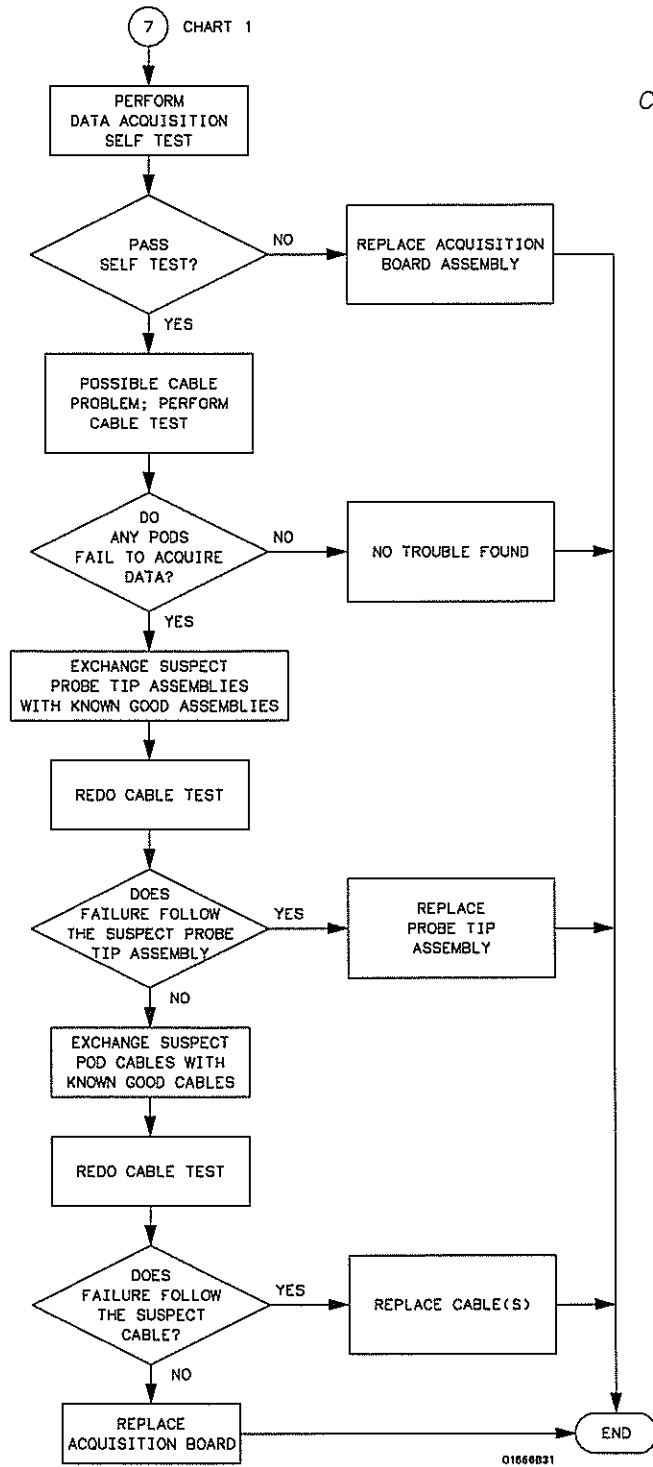 7 CHART 1
PERFORM
DATA ACQUISITION
SELF TEST
C
PASS
SELF TEST?
NO
REPLACE ACQUISITION
BOARD ASSEMBLY
YES
POSSIBLE CABLE
PROBLEM; PERFORM
CABLE TEST
DO
ANY PODS
FAIL TO ACQUIRE
DATA?
NO
NO TROUBLE FOUND
YES
EXCHANGE SUSPECT
PROBE TIP ASSEMBLIES
WITH KNOWN GOOD ASSEMBLIES
REDO CABLE TEST
DOES
FAILURE FOLLOW
THE SUSPECT PROBE
TIP ASSEMBLY
YES
REPLACE
PROBE TIP
ASSEMBLY
NO
EXCHANGE SUSPECT
POD CABLES WITH
KNOWN GOOD CABLES
REDO CABLE TEST
DOES
FAILURE FOLLOW
THE SUSPECT
CABLE?
YES
REPLACE CABLE(S)
NO
REPLACE
ACQUISITION BOARD
END